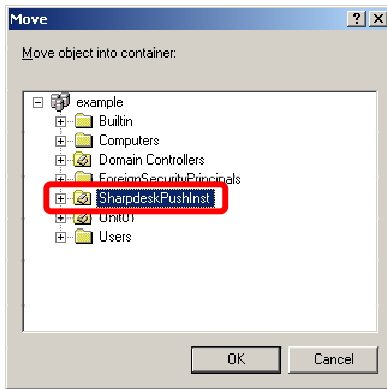 Move
Move object into container:
example
Builtin
Computers
Domain Controllers
ForeignSecurityPrincipals
SharpdeskPushInst
Unit01
Users
OK
Cancel